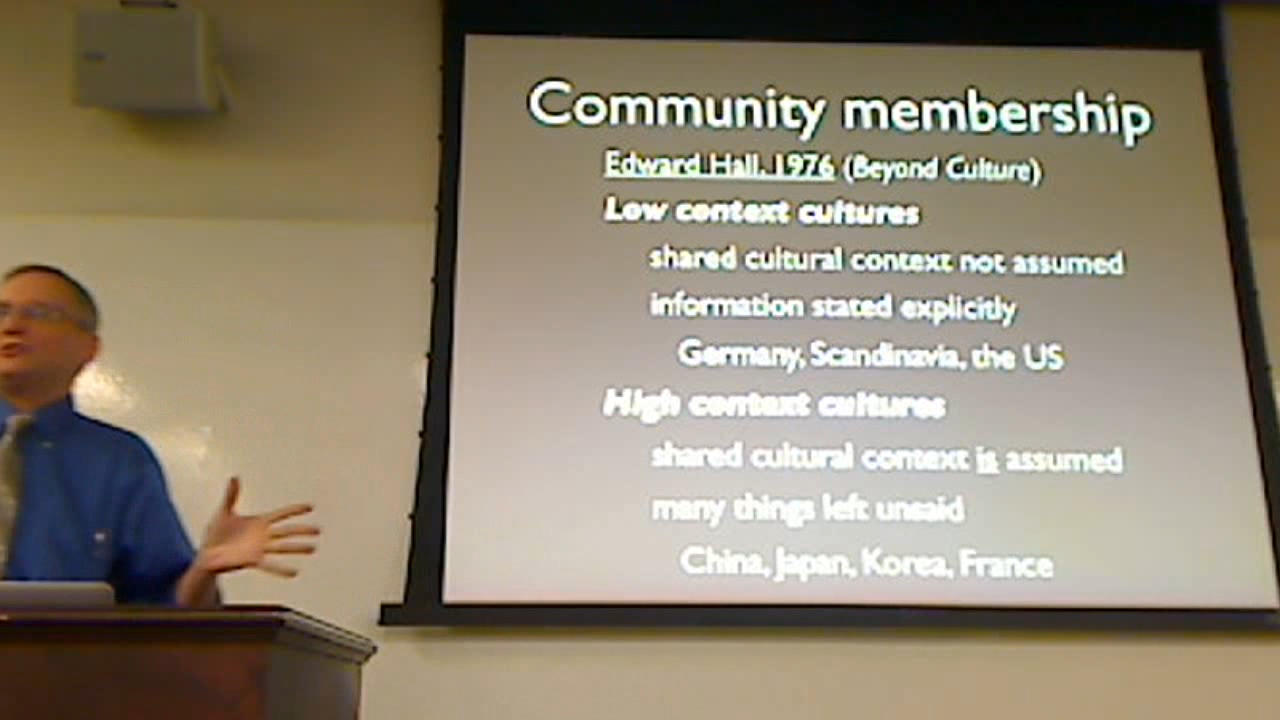 Community membership
Edward Hall, 1976 (Beyond Culture)
Low context cultures
shared cultural context not assumed
information stated explicitly
Germany, Scandinavia, the US
High context cultures
shared cultural context is assumed
many things left unsaid
China, Japan, Korea, France